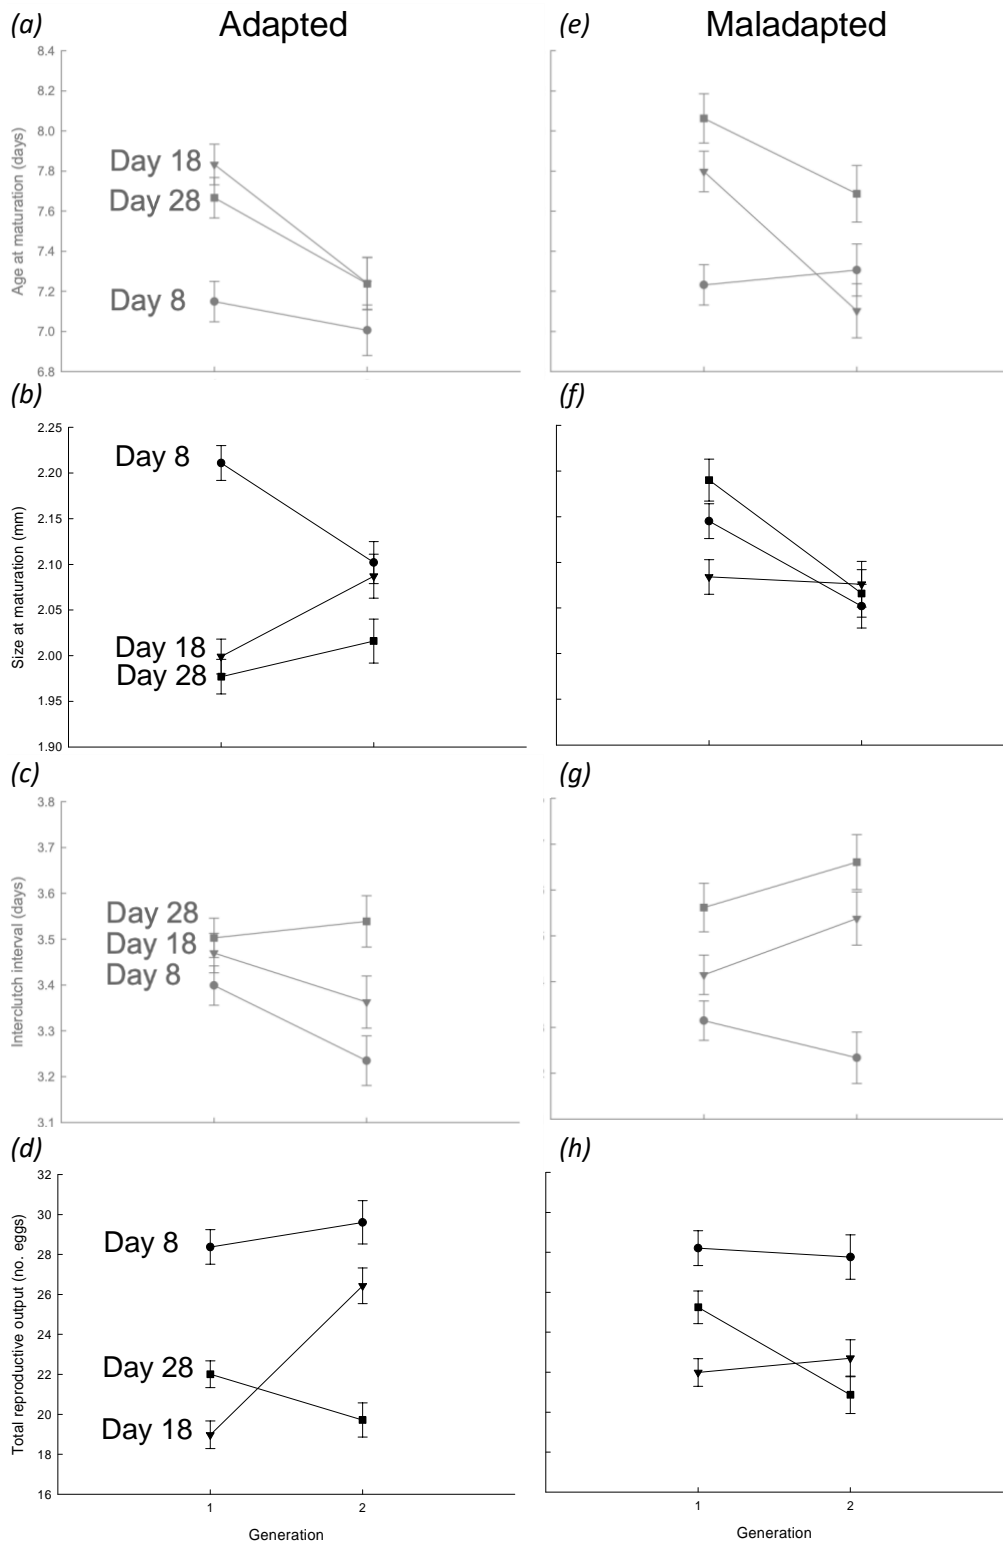 (a) Adapted (e) Maladapted
8.4
8.2
8.0
7.8
7.6
7.4
7.2
7.0
6.8
Age at maturation (days)
Day 18
Day 28
Day 8
(b) (f)
2.25
2.20
2.15
2.10
2.05
2.00
1.95
1.90
Size at maturation (mm)
Day 8
Day 18
Day 28
(c) (g)
3.8
3.7
3.6
3.5
3.4
3.3
3.2
3.1
Interclutch interval (days)
Day 28
Day 18
Day 8
(d) (h)
32
30
28
26
24
22
20
18
16
Total reproductive output (no. eggs)
Day 8
Day 28
Day 18
1 2 1 2
Generation Generation